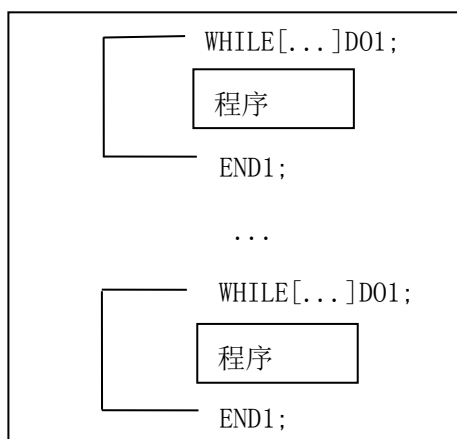 WHILE[...]DO1;
程序
END1;
...
WHILE[...]DO1;
程序
END1;